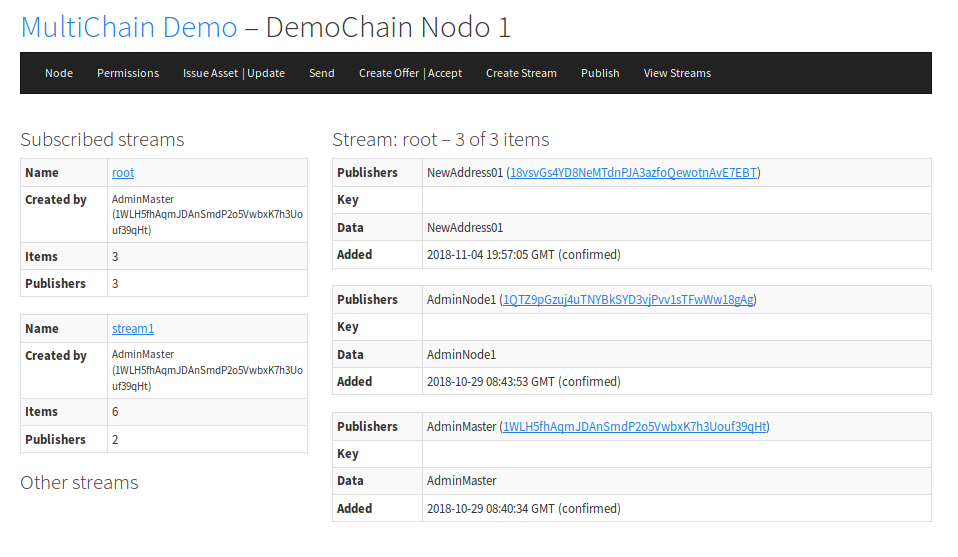 MultiChain Demo – DemoChain Nodo 1
Node Permissions Issue Asset | Update Send Create Offer | Accept Create Stream Publish View Streams
Subscribed streams
Name root
Created by AdminMaster
(1WLH5fhAqmJDAnSmdP2o5VwbxK7h3Uo
uf39qHt)
Items 3
Publishers 3
Name stream1
Created by AdminMaster
(1WLH5fhAqmJDAnSmdP2o5VwbxK7h3Uo
uf39qHt)
Items 6
Publishers 2
Other streams
Stream: root – 3 of 3 items
Publishers NewAddress01 (18vsvGs4YD8NeMTdnPJA3azfoQewotnAvE7EBT)
Key
Data NewAddress01
Added 2018-11-04 19:57:05 GMT (confirmed)
Publishers AdminNode1 (1QTZ9pGzuj4uTNYBkSYD3vjPvv1sTFwWw18gAg)
Key
Data AdminNode1
Added 2018-10-29 08:43:53 GMT (confirmed)
Publishers AdminMaster (1WLH5fhAqmJDAnSmdP2o5VwbxK7h3Uouf39qHt)
Key
Data AdminMaster
Added 2018-10-29 08:40:34 GMT (confirmed)